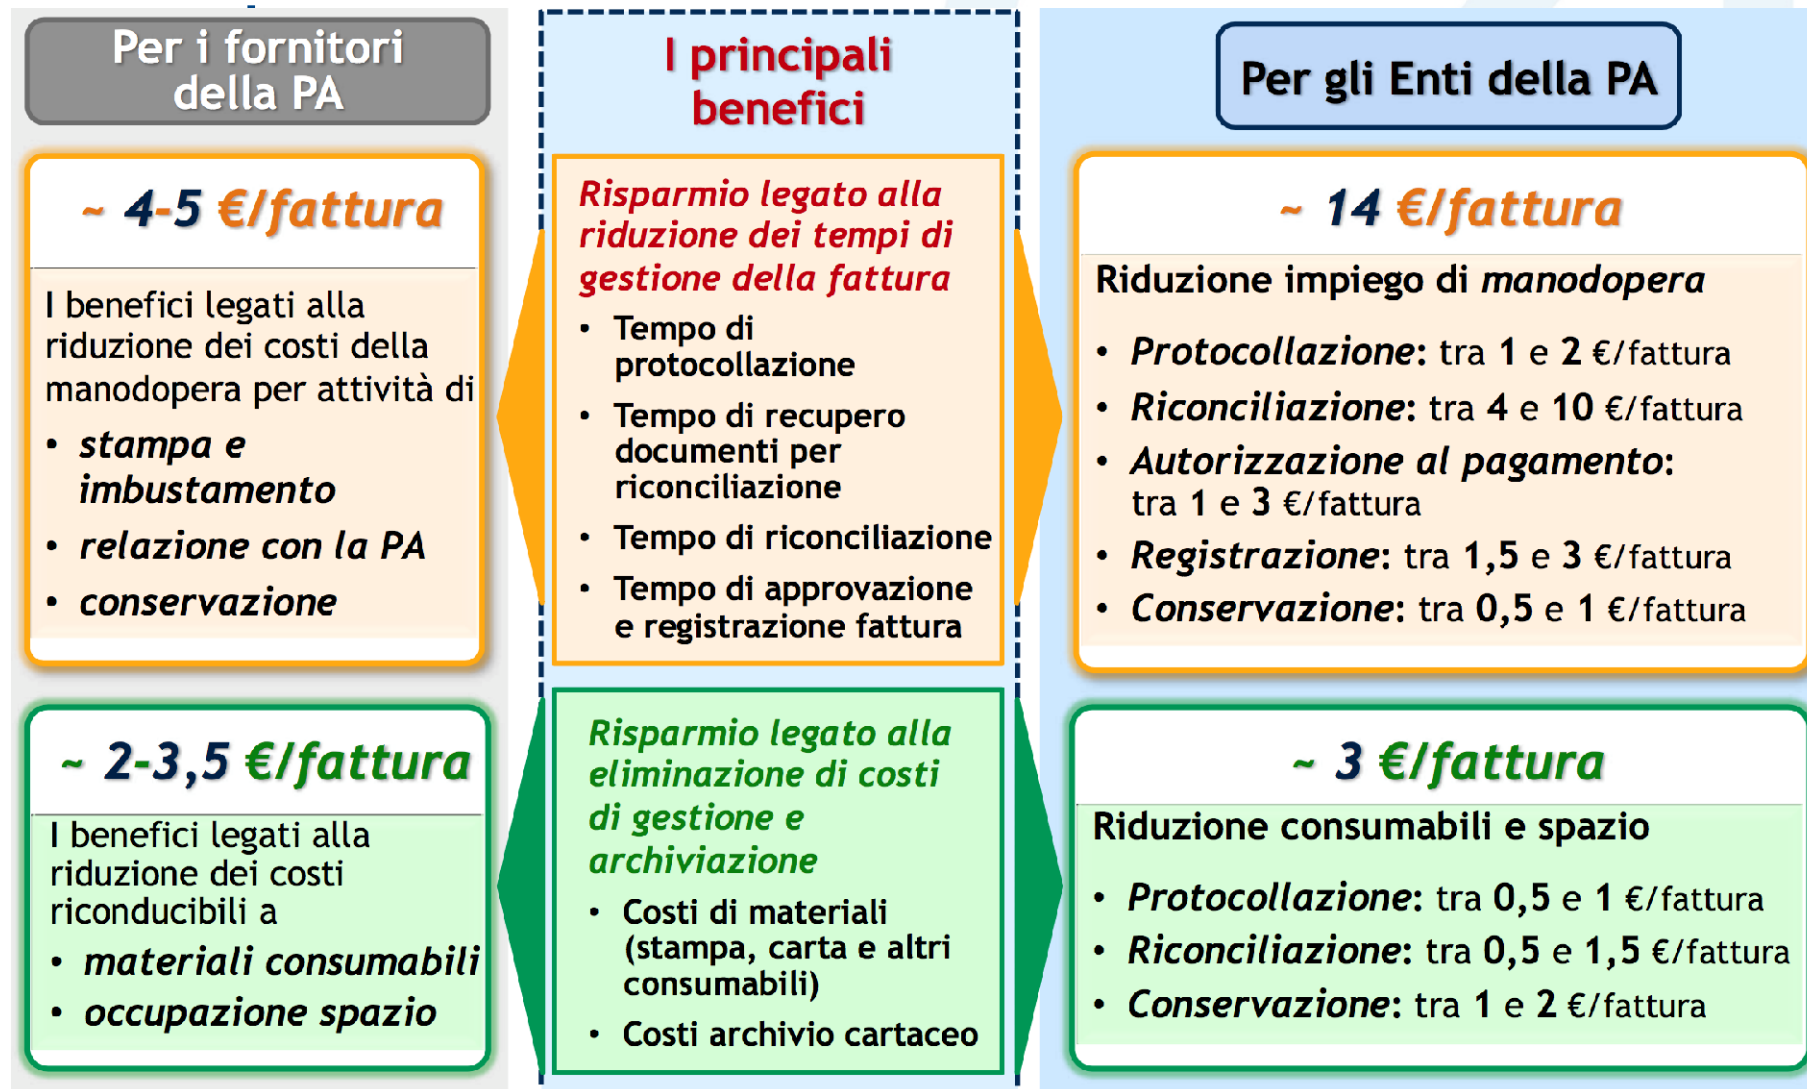 Per i fornitori
della PA
~ 4-5 €/fattura
I benefici legati alla
riduzione dei costi della
manodopera per attività di
• stampa e
imbustamento
• relazione con la PA
• conservazione
~ 2-3,5 €/fattura
I benefici legati alla
riduzione dei costi
riconducibili a
• materiali consumabili
• occupazione spazio
I principali
benefici
Risparmio legato alla
riduzione dei tempi di
gestione della fattura
• Tempo di
protocollazione
• Tempo di recupero
documenti per
riconciliazione
• Tempo di riconciliazione
• Tempo di approvazione
e registrazione fattura
Risparmio legato alla
eliminazione di costi
di gestione e
archiviazione
• Costi di materiali
(stampa, carta e altri
consumabili)
• Costi archivio cartaceo
Per gli Enti della PA
~ 14 €/fattura
Riduzione impiego di manodopera
• Protocollazione: tra 1 e 2 €/fattura
• Riconciliazione: tra 4 e 10 €/fattura
• Autorizzazione al pagamento:
tra 1 e 3 €/fattura
• Registrazione: tra 1,5 e 3 €/fattura
• Conservazione: tra 0,5 e 1 €/fattura
~ 3 €/fattura
Riduzione consumabili e spazio
• Protocollazione: tra 0,5 e 1 €/fattura
• Riconciliazione: tra 0,5 e 1,5 €/fattura
• Conservazione: tra 1 e 2 €/fattura